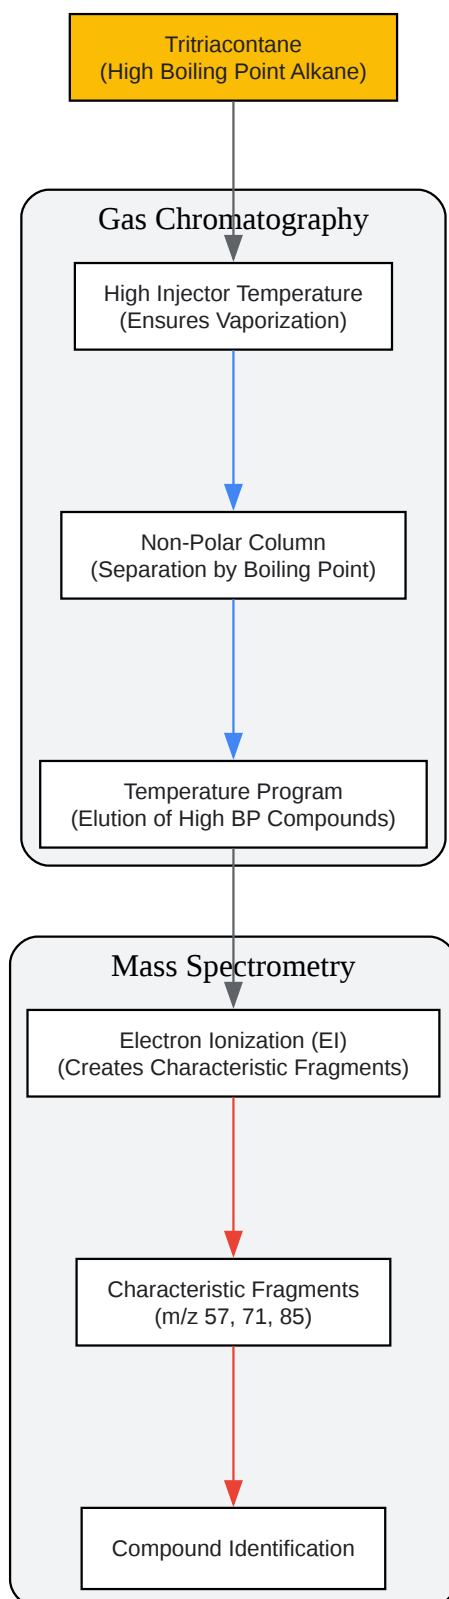 Tritriacontane
(High Boiling Point Alkane)
Gas Chromatography
High Injector Temperature
(Ensures Vaporization)
Non-Polar Column
(Separation by Boiling Point)
Temperature Program
(Elution of High BP Compounds)
Mass Spectrometry
Electron Ionization (EI)
(Creates Characteristic Fragments)
Characteristic Fragments
(m/z 57, 71, 85)
Compound Identification